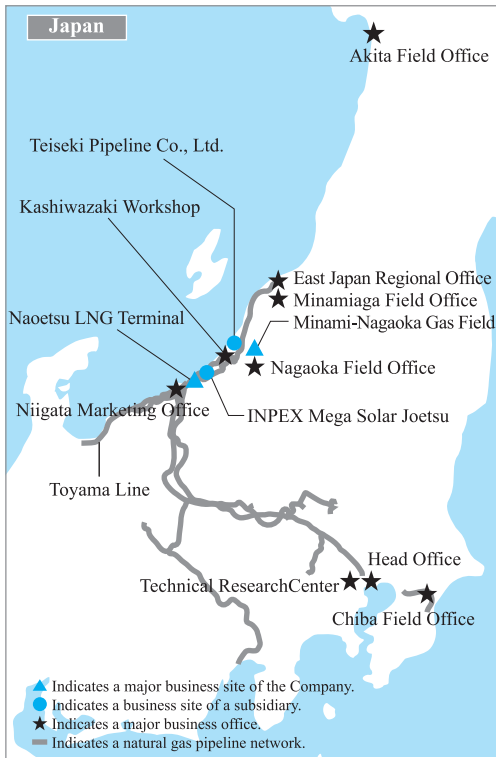 Japan
Akita Field Office
Teiseki Pipeline Co., Ltd.
Kashiwazaki Workshop
East Japan Regional Office
Minamiaga Field Office
Naoetsu LNG Terminal
Minami-Nagaoka Gas Field
Nagaoka Field Office
Niigata Marketing Office
INPEX Mega Solar Joetsu
Toyama Line
Head Office
Technical ResearchCenter
Chiba Field Office
Indicates a major business site of the Company.
Indicates a business site of a subsidiary.
Indicates a major business office.
Indicates a natural gas pipeline network.